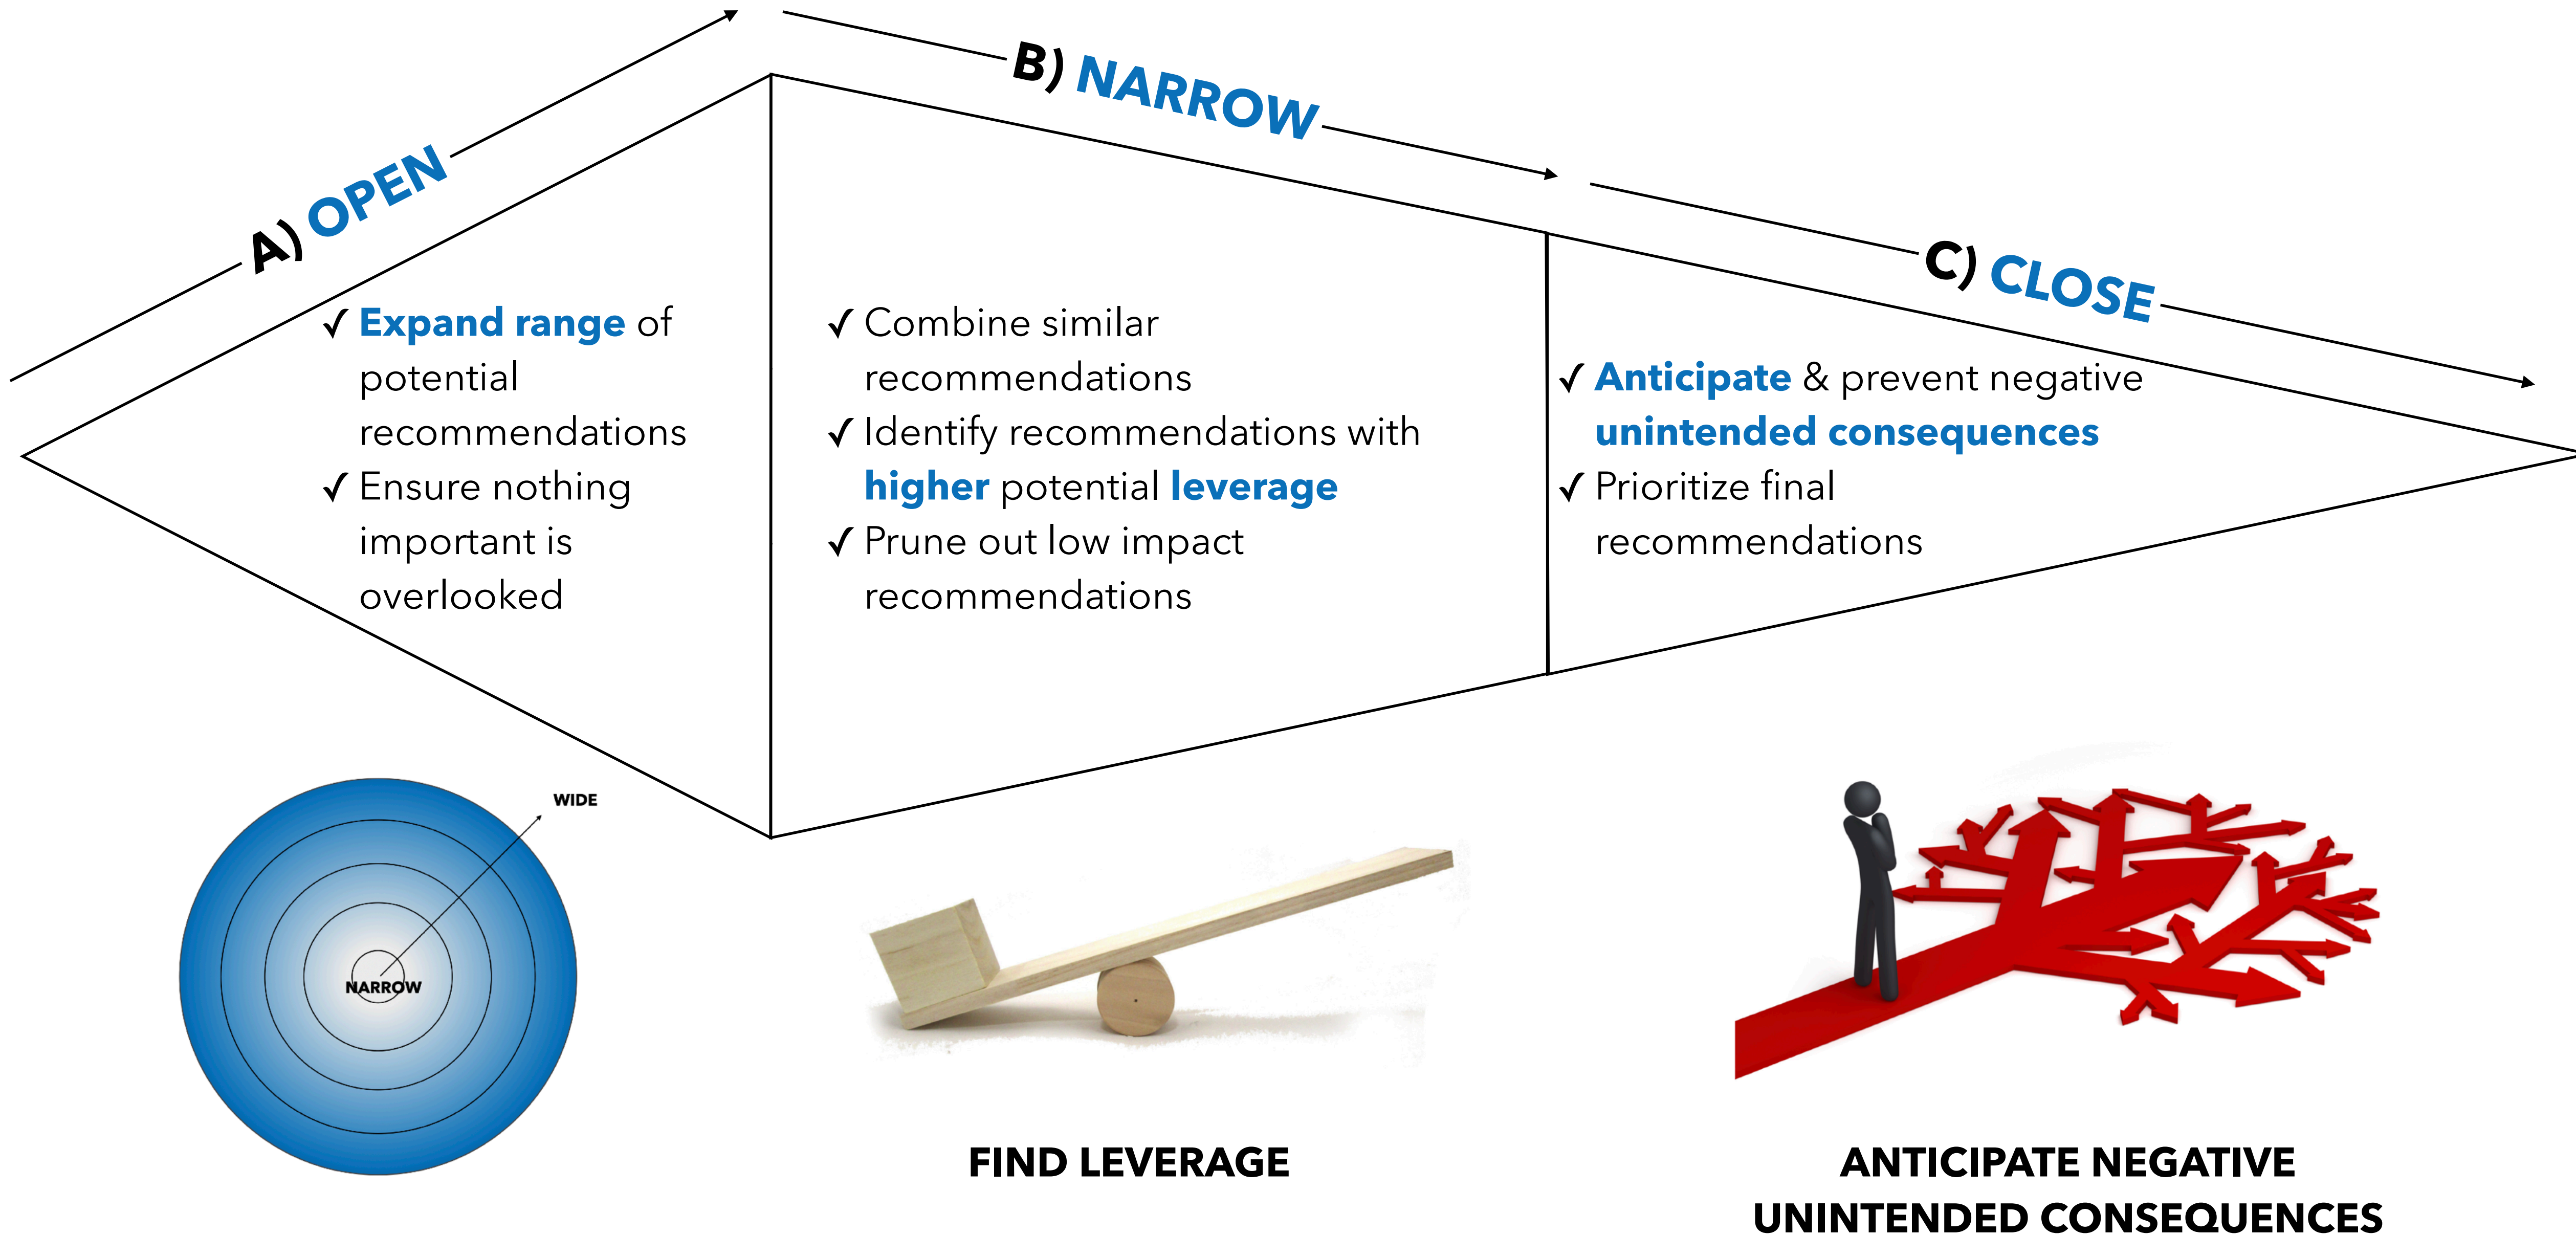 A) OPEN
B) NARROW
C) CLOSE
✓ Expand range of
potential
recommendations
✓ Ensure nothing
important is
overlooked
✓ Combine similar
recommendations
✓ Identify recommendations with
higher potential leverage
✓ Prune out low impact
recommendations
✓ Anticipate & prevent negative
unintended consequences
✓ Prioritize final
recommendations
WIDE
NARROW
FIND LEVERAGE
ANTICIPATE NEGATIVE
UNINTENDED CONSEQUENCES